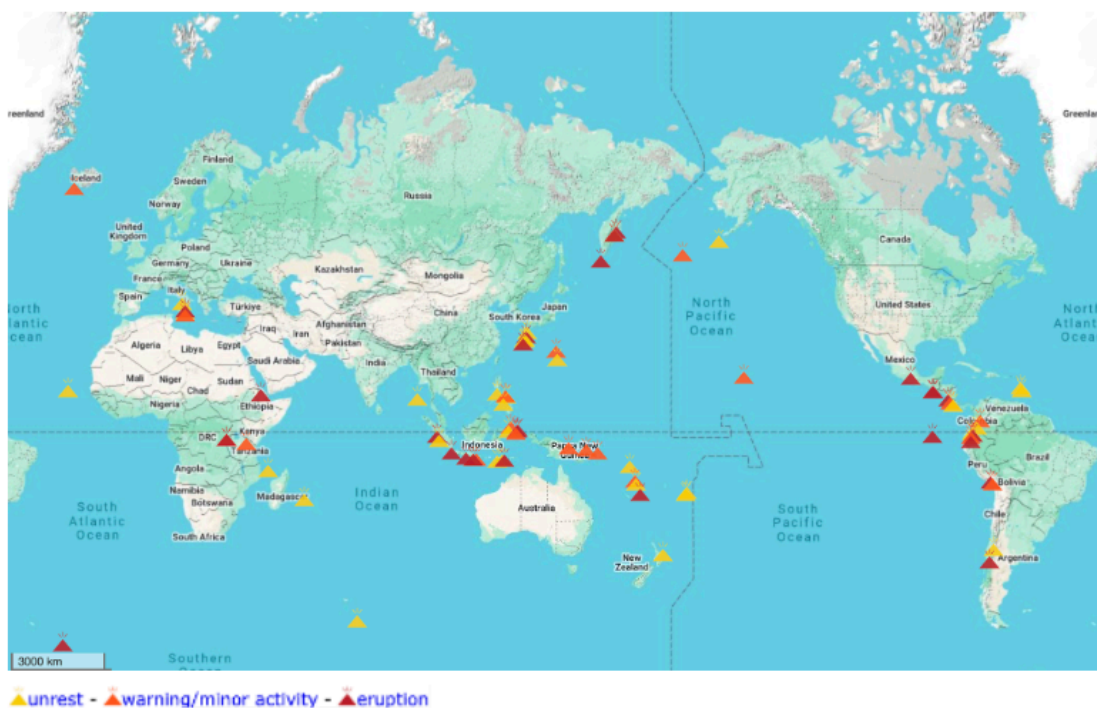 Greenland
reenland
Iceland
Finland
Sweden
Norway
Russia
Canada
United
Kingdom
Poland
Germany
Ukraine
France
Kazakhstan
Mongolia
Italy
Spain
Türkiye
North
Pacific
Ocean
United States
orth
lantic
cean
North
Atlantic
Ocean
South Korea
Japan
China
Iraq
Iran
Afghanistan
Pakistan
Algeria
Libya
Egypt
Saudi Arabia
India
Mexico
Mali
Niger
Chad
Sudan
Thailand
Nigeria
Ethiopia
Venezuela
Colombia
DRC
Kenya
Tanzania
Indonesia
Papua New
Guinea
Peru
Brazil
Angola
Namibia
Botswana
Madagascar
Bolivia
South
Atlantic
Ocean
Indian
Ocean
Australia
South
Pacific
Ocean
Chile
South Africa
New
Zealand
Argentina
3000 km
Southern
unrest - warning/minor activity - eruption